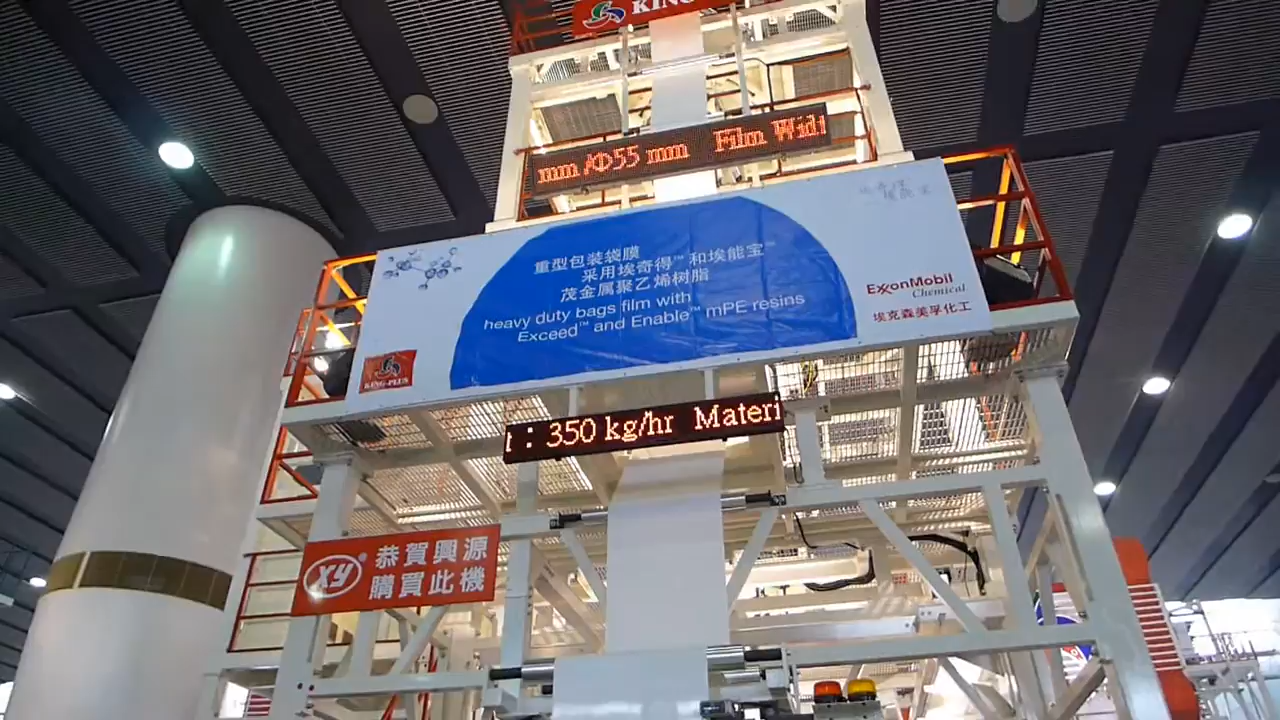 KING
mm /Φ55 mm Film Widt
重型包装袋膜
采用埃奇得™ 和埃能宝™
茂金属聚乙烯树脂
heavy duty bags film with
Exceed™ and Enable™ mPE resins
ExxonMobil
Chemical
埃克森美孚化工
KING-PLUS
: 350 kg/hr Materi
XY®
恭賀興源
購買此機